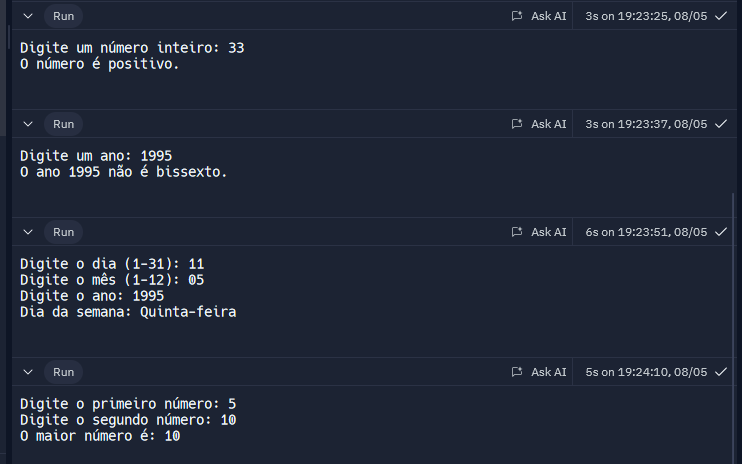 Run Ask AI 3s on 19:23:25, 08/05
Digite um número inteiro: 33
O número é positivo.
Run Ask AI 3s on 19:23:37, 08/05
Digite um ano: 1995
O ano 1995 não é bissexto.
Run Ask AI 6s on 19:23:51, 08/05
Digite o dia (1-31): 11
Digite o mês (1-12): 05
Digite o ano: 1995
Dia da semana: Quinta-feira
Run Ask AI 5s on 19:24:10, 08/05
Digite o primeiro número: 5
Digite o segundo número: 10
O maior número é: 10